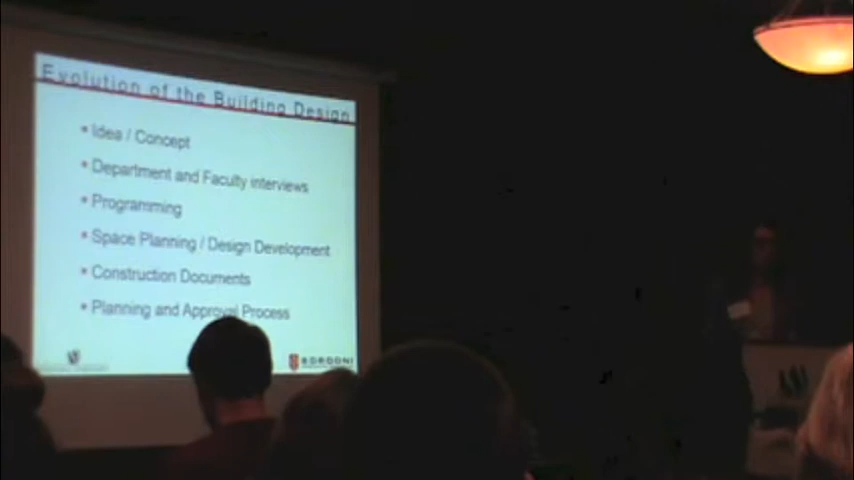 Evolution of the Building Design
• Idea / Concept
• Department and Faculty interviews
• Programming
• Space Planning / Design Development
• Construction Documents
• Planning and Approval Process
BORDONI